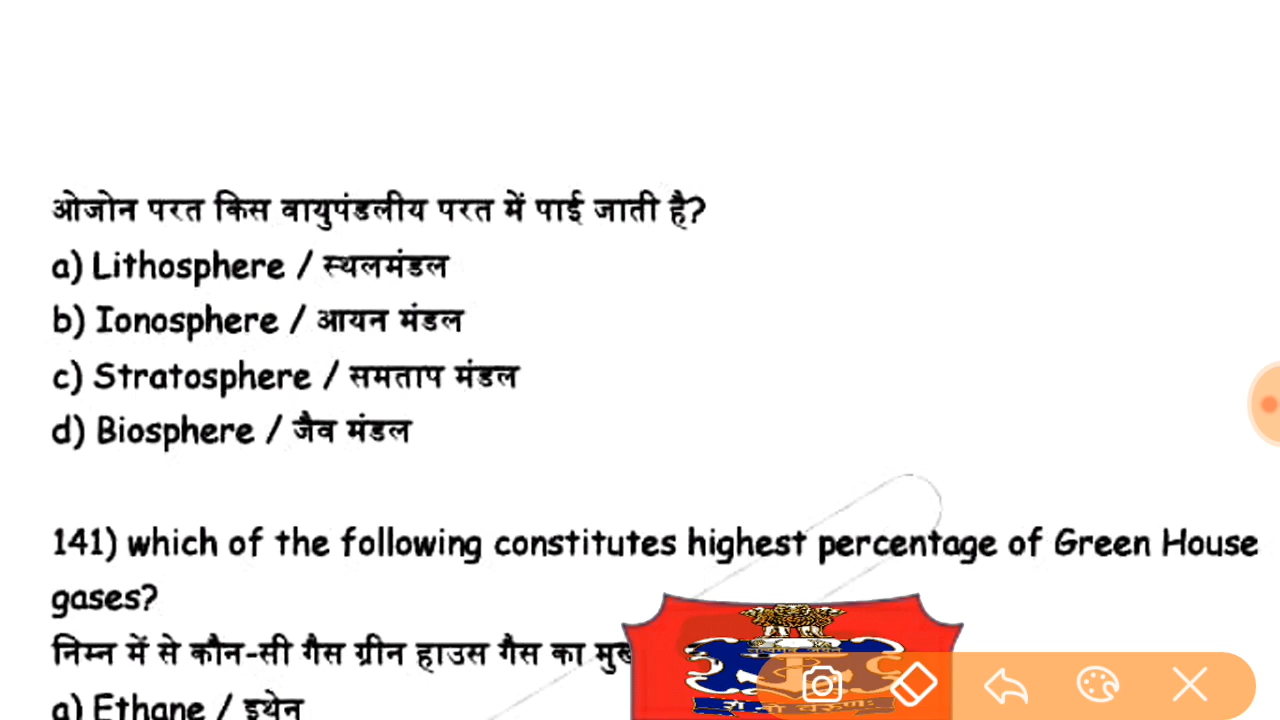 ओजोन परत किस वायुपंडलीय परत में पाई जाती है?
a) Lithosphere / स्थलमंडल
b) Ionosphere / आयन मंडल
c) Stratosphere / समताप मंडल
d) Biosphere / जैव मंडल
141) which of the following constitutes highest percentage of Green House
gases?
निम्न में से कौन-सी गैस ग्रीन हाउस गैस का
a) Ethane / इथेन